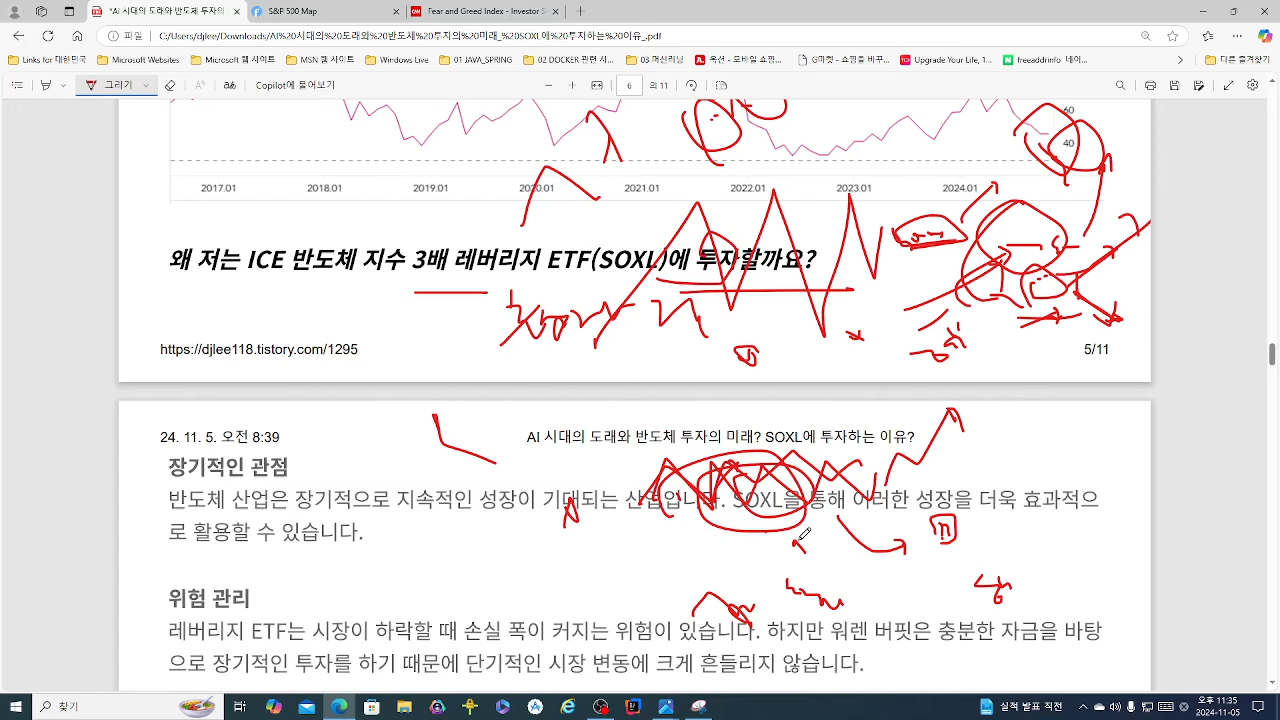 *AI 시대의 도래와 반도체 투자의
S&P 500 Map
Fear and Greed Index - Investor S
파일
C:/Users/djlee/Downloads/AI%20시대의%20도래와%20반도체%20투자의%20미래_%20SOXL에%20투자하는%20이유_.pdf
Links for 대한민국
Microsoft 웹 사이트
MSN 웹 사이트
Windows Live
01 JAVA_SPRING
02 DOCKER 관련 사...
03 머신러닝
옥션 - 모바일 쇼핑...
G마켓 - 쇼핑을 바꾸...
Upgrade Your Life, 1...
freeadrinfo 네이...
다른 즐겨찾기
그리기
Copilot에 물어보기
6
의 11
60
40
2017.01
2018.01
2019.01
2020.01
2021.01
2022.01
2023.01
2024.01
왜 저는 ICE 반도체 지수 3배 레버리지 ETF(SOXL)에 투자할까요?
https://djlee118.tistory.com/1295
5/11
24. 11. 5. 오전 8:39
AI 시대의 도래와 반도체 투자의 미래? SOXL에 투자하는 이유?
장기적인 관점
반도체 산업은 장기적으로 지속적인 성장이 기대되는 산업입니다. SOXL을 통해 이러한 성장을 더욱 효과적으
로 활용할 수 있습니다.
위험 관리
레버리지 ETF는 시장이 하락할 때 손실 폭이 커지는 위험이 있습니다. 하지만 워렌 버핏은 충분한 자금을 바탕
으로 장기적인 투자를 하기 때문에 단기적인 시장 변동에 크게 흔들리지 않습니다.
찾기
실적 발표 직전
오후 11:35
2024-11-05